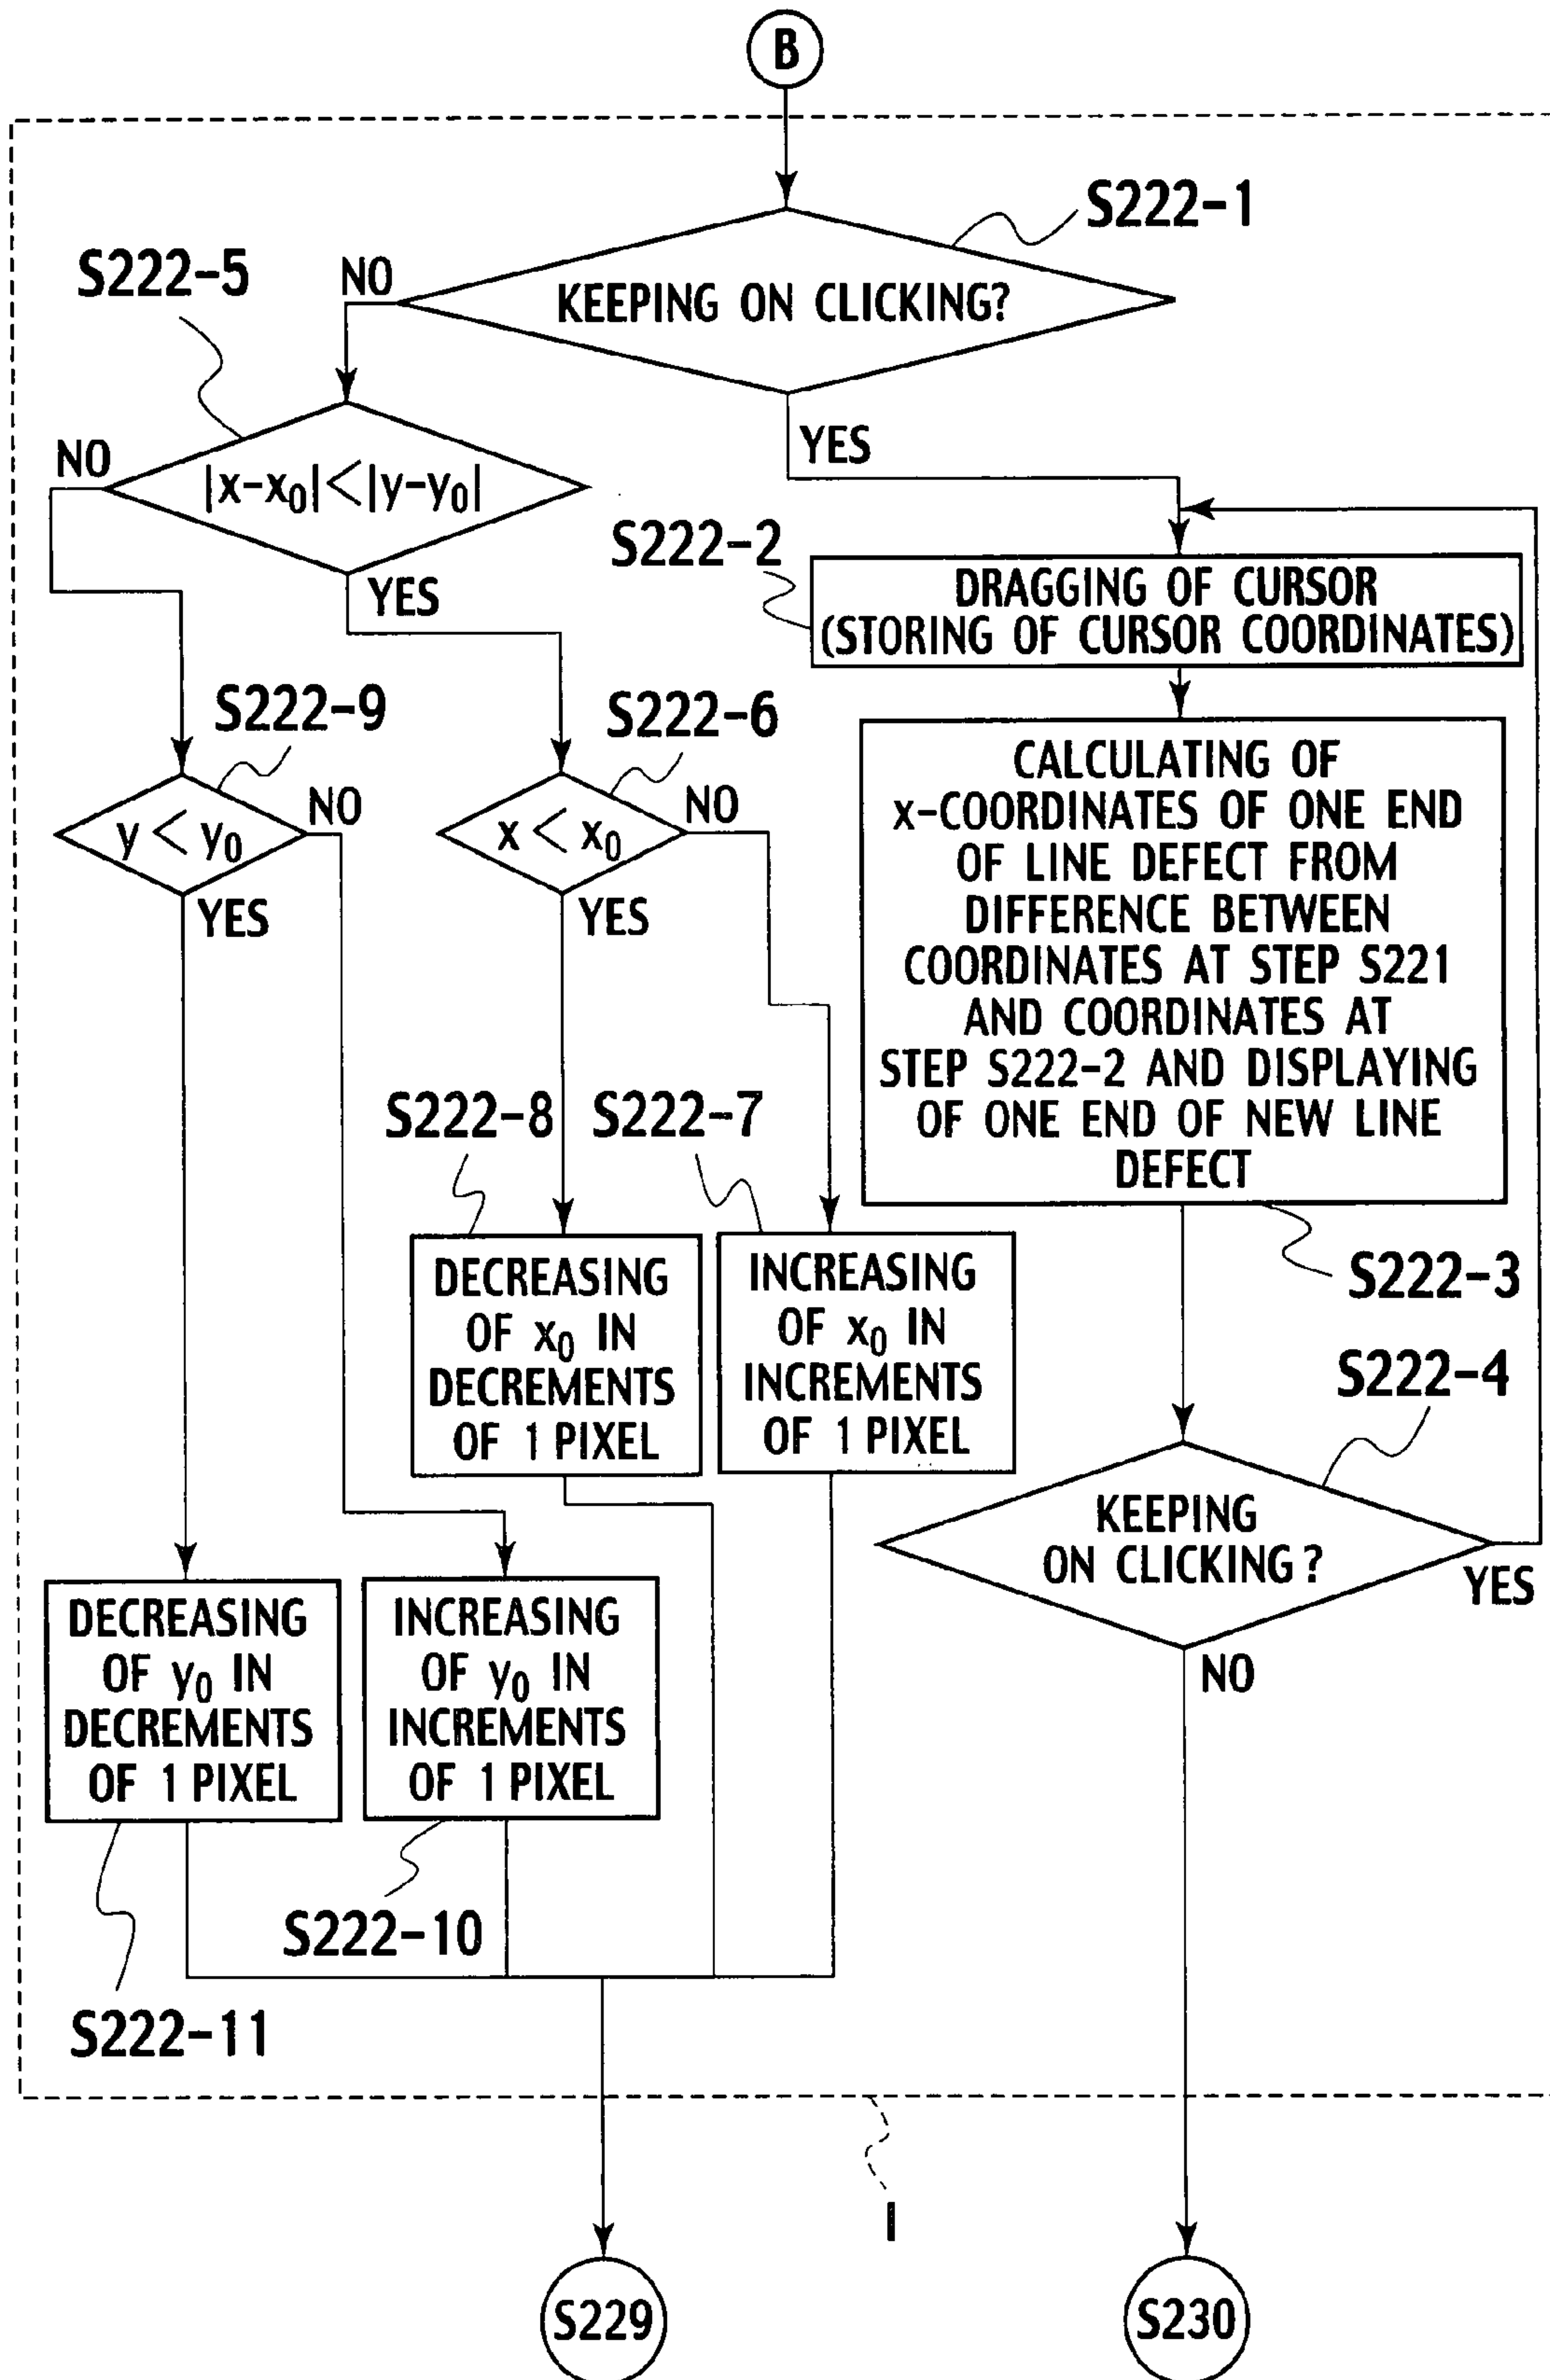 B
S222-1
S222-5
NO
KEEPING ON CLICKING?
YES
NO
|x-x₀|<|y-y₀|
YES
S222-2
DRAGGING OF CURSOR
(STORING OF CURSOR COORDINATES)
S222-9
S222-6
y < y₀
NO
YES
x < x₀
NO
YES
CALCULATING OF
x-COORDINATES OF ONE END
OF LINE DEFECT FROM
DIFFERENCE BETWEEN
COORDINATES AT STEP S221
AND COORDINATES AT
STEP S222-2 AND DISPLAYING
OF ONE END OF NEW LINE
DEFECT
S222-8
S222-7
S222-3
DECREASING
OF x₀ IN
DECREMENTS
OF 1 PIXEL
INCREASING
OF x₀ IN
INCREMENTS
OF 1 PIXEL
S222-4
KEEPING
ON CLICKING?
YES
NO
DECREASING
OF y₀ IN
DECREMENTS
OF 1 PIXEL
INCREASING
OF y₀ IN
INCREMENTS
OF 1 PIXEL
S222-10
S222-11
I
S229
S230